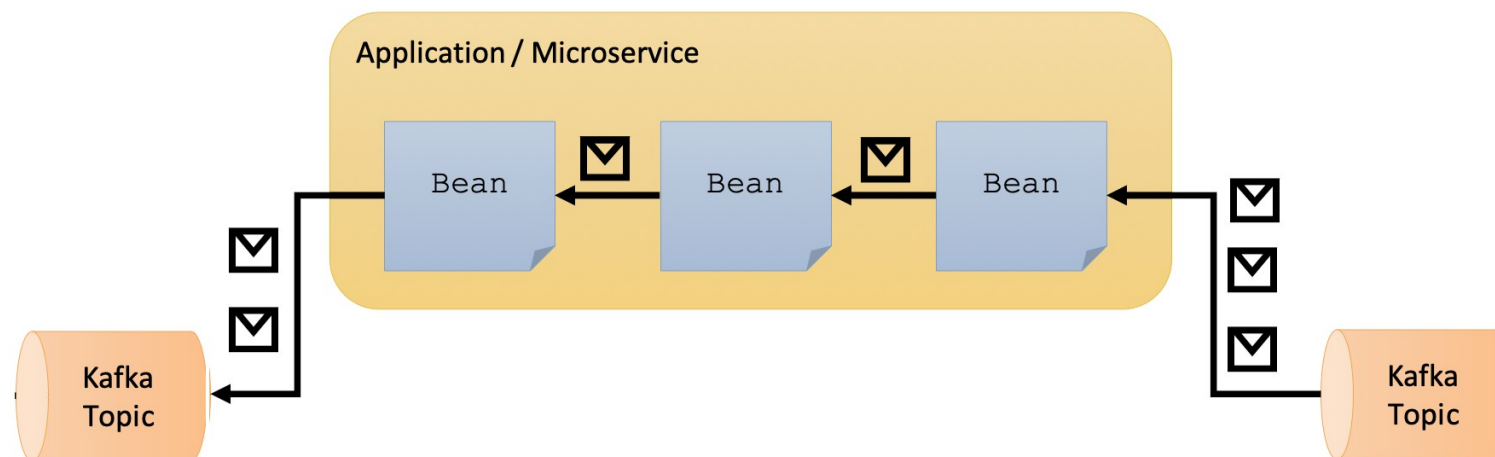 Application / Microservice
Bean
Bean
Bean
Kafka
Topic
Kafka
Topic